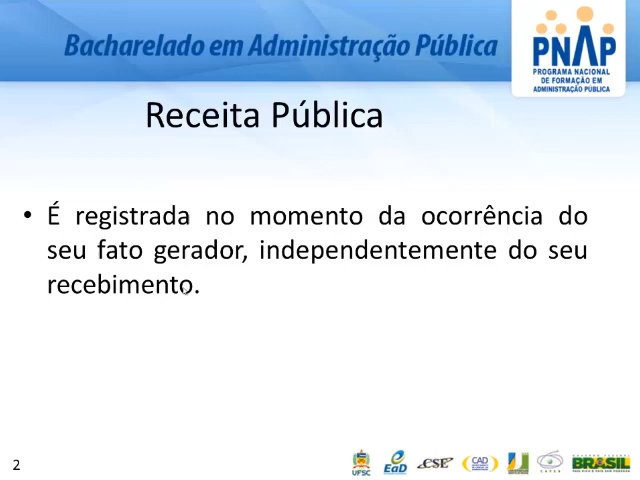 Bacharelado em Administração Pública
PNAP
PROGRAMA NACIONAL
DE FORMAÇÃO EM
ADMINISTRAÇÃO PÚBLICA
Receita Pública
• É registrada no momento da ocorrência do
seu fato gerador, independentemente do seu
recebimento.
2
UFSC
EaD
CSE
CAD
CAPES
BRASIL